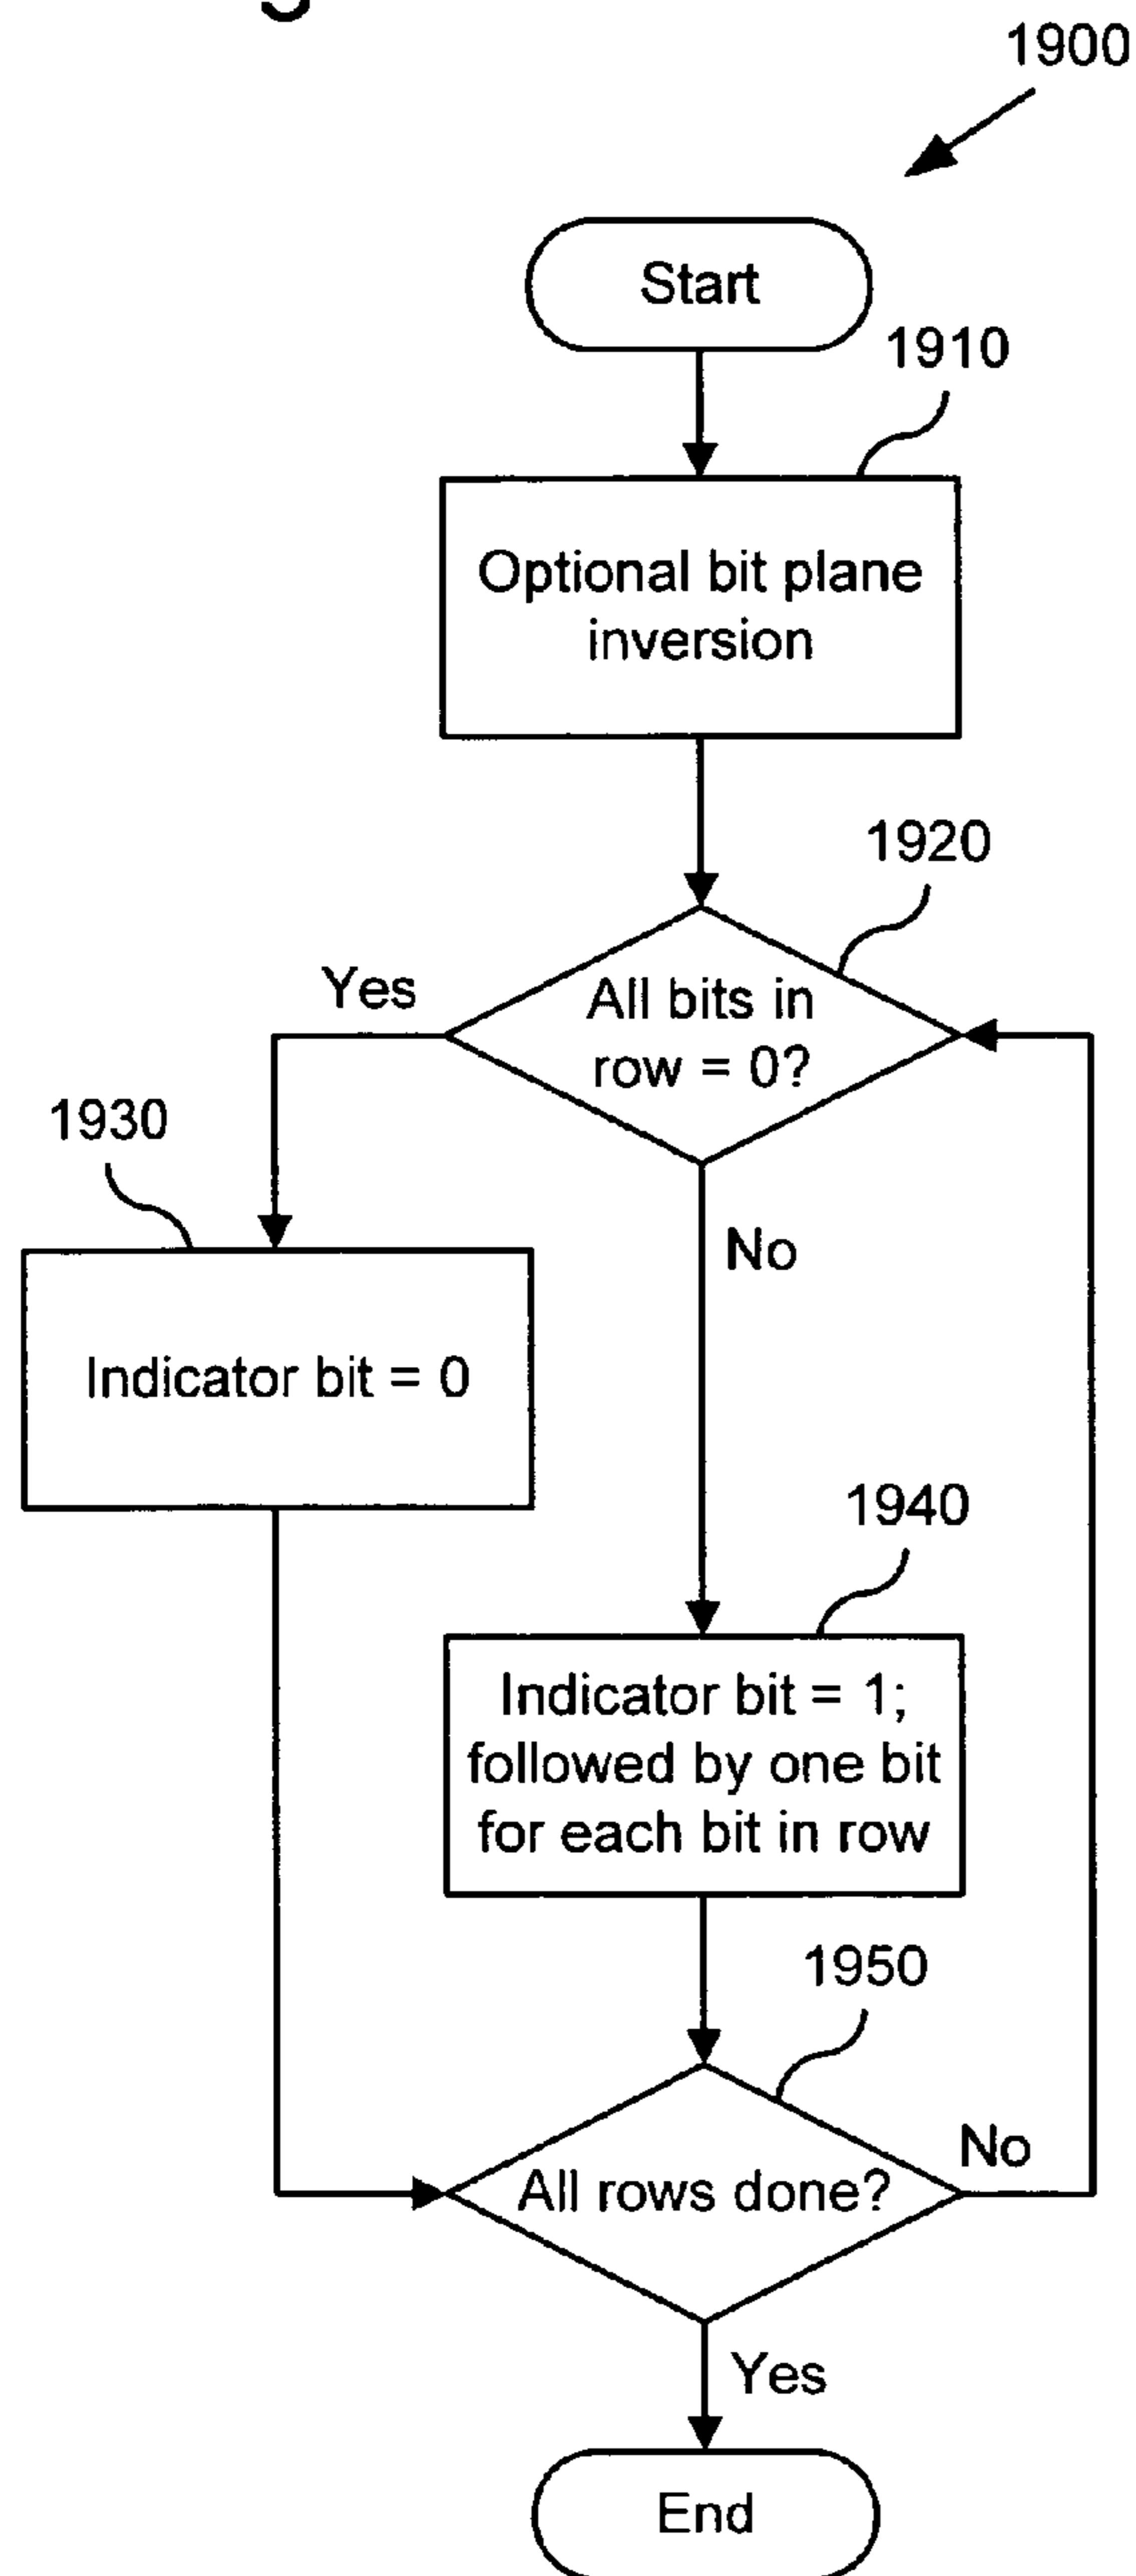 1900
Start
1910
Optional bit plane
inversion
1920
Yes
All bits in
row = 0?
1930
No
Indicator bit = 0
1940
Indicator bit = 1;
followed by one bit
for each bit in row
1950
No
All rows done?
Yes
End